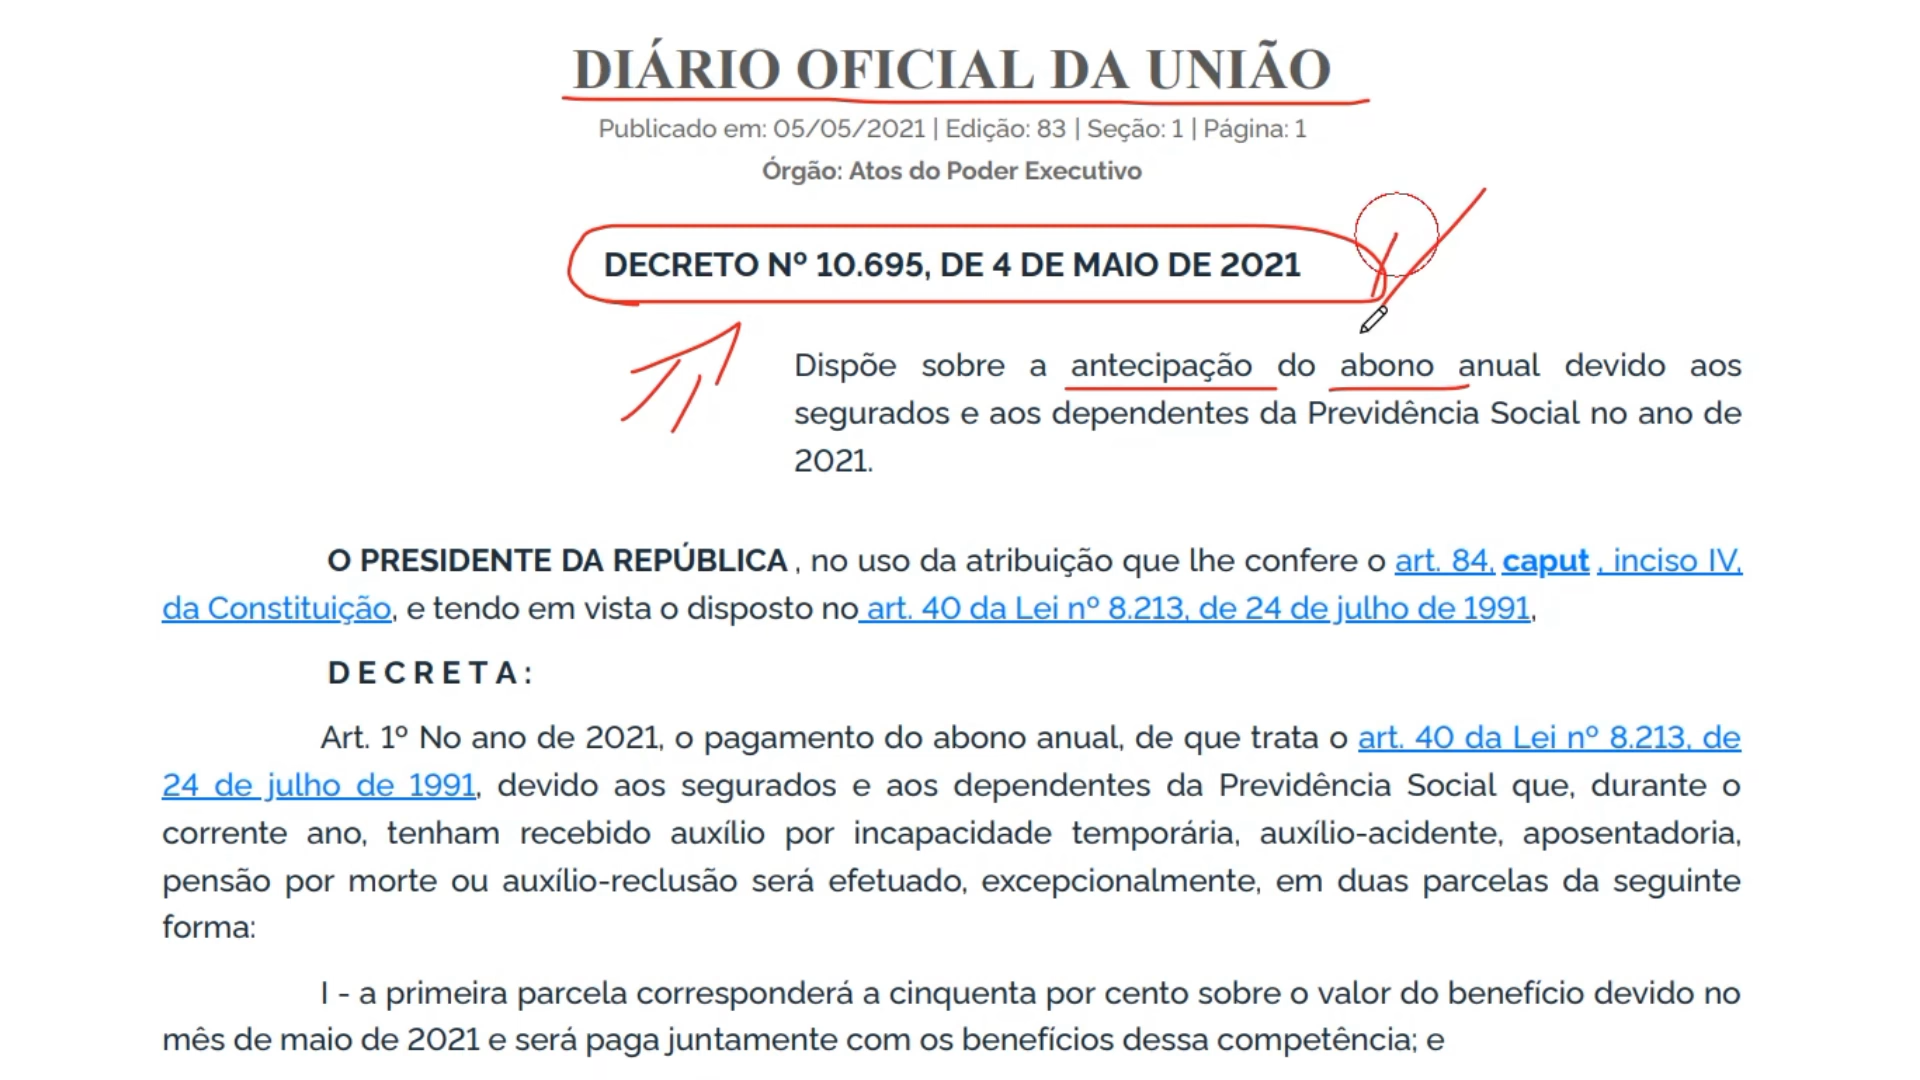 DIÁRIO OFICIAL DA UNIÃO
Publicado em: 05/05/2021 | Edição: 83 | Seção: 1 | Página: 1
Órgão: Atos do Poder Executivo
DECRETO Nº 10.695, DE 4 DE MAIO DE 2021
Dispõe sobre a antecipação do abono anual devido aos
segurados e aos dependentes da Previdência Social no ano de
2021.
O PRESIDENTE DA REPÚBLICA , no uso da atribuição que lhe confere o art. 84, caput , inciso IV,
da Constituição, e tendo em vista o disposto no art. 40 da Lei nº 8.213, de 24 de julho de 1991,
D E C R E T A :
Art. 1º No ano de 2021, o pagamento do abono anual, de que trata o art. 40 da Lei nº 8.213, de
24 de julho de 1991, devido aos segurados e aos dependentes da Previdência Social que, durante o
corrente ano, tenham recebido auxílio por incapacidade temporária, auxílio-acidente, aposentadoria,
pensão por morte ou auxílio-reclusão será efetuado, excepcionalmente, em duas parcelas da seguinte
forma:
I - a primeira parcela corresponderá a cinquenta por cento sobre o valor do benefício devido no
mês de maio de 2021 e será paga juntamente com os benefícios dessa competência; e